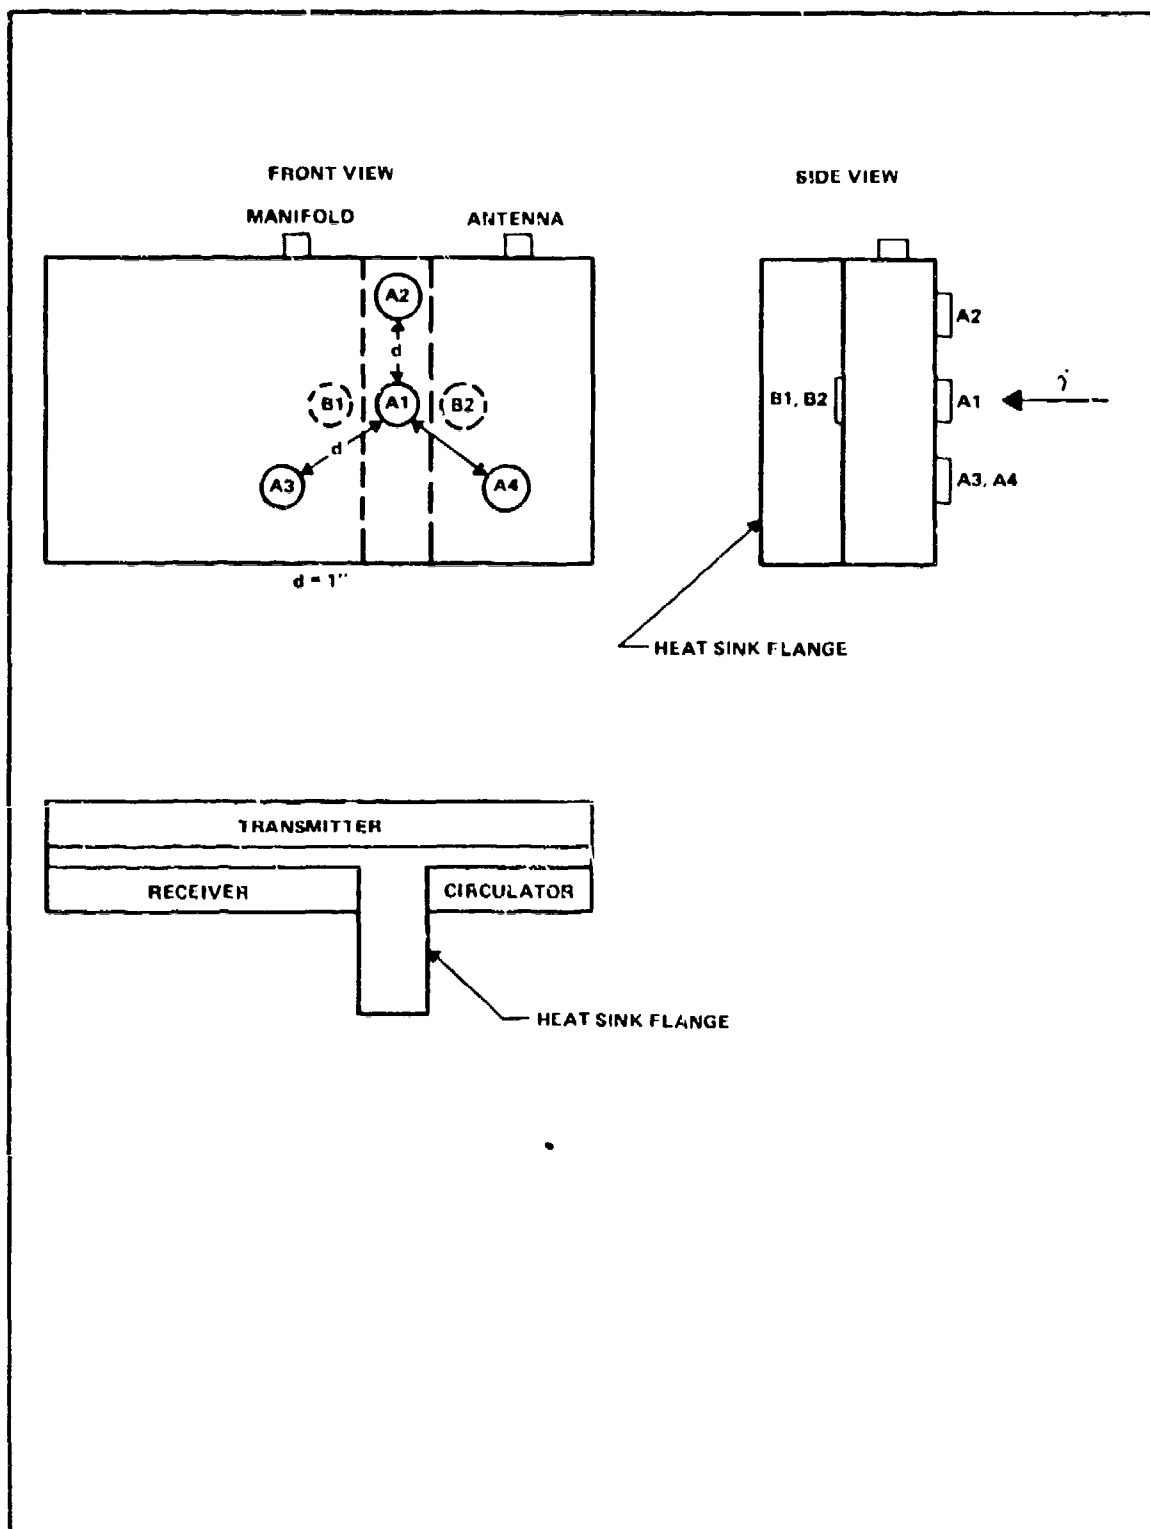 FRONT VIEW
SIDE VIEW
MANIFOLD
ANTENNA
A2
d
B1
A1
B2
d
A3
A4
d = 1"
A2
B1, B2
A1
A3, A4
HEAT SINK FLANGE
TRANSMITTER
RECEIVER
CIRCULATOR
HEAT SINK FLANGE